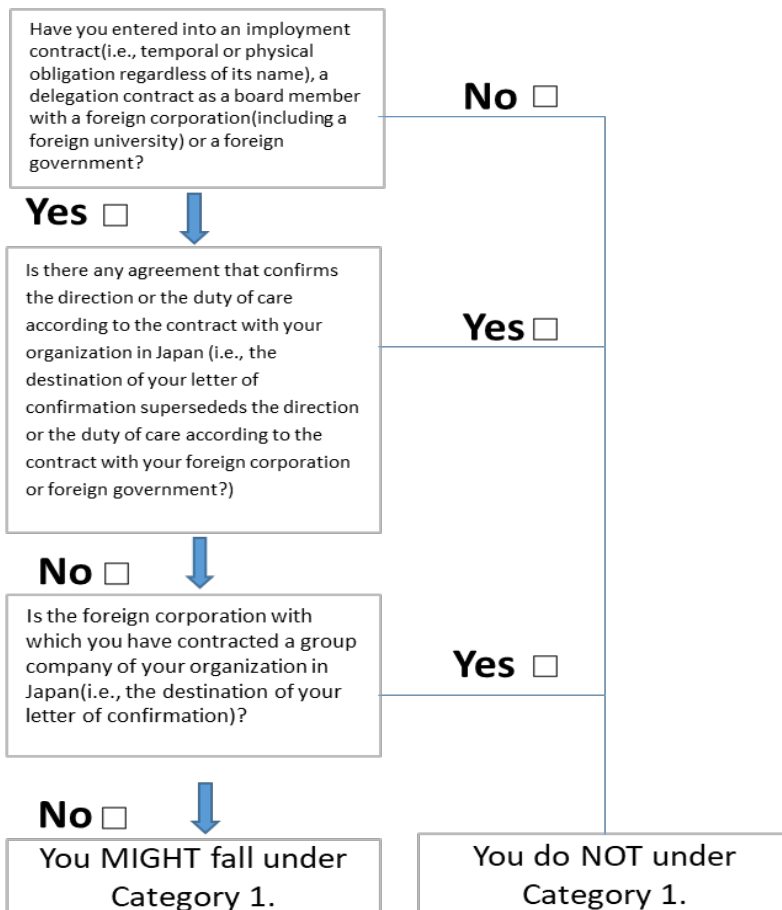 Have you entered into an imployment
contract(i.e., temporal or physical
obligation regardless of its name), a
delegation contract as a board member
with a foreign corporation(including a
foreign university) or a foreign
government?
No □
Yes □
Is there any agreement that confirms
the direction or the duty of care
according to the contract with your
organization in Japan (i.e., the
destination of your letter of
confirmation supersededs the direction
or the duty of care according to the
contract with your foreign corporation
or foreign government?)
Yes □
No □
Is the foreign corporation with
which you have contracted a group
company of your organization in
Japan(i.e., the destination of your
letter of confirmation)?
Yes □
No □
You MIGHT fall under
Category 1.
You do NOT under
Category 1.